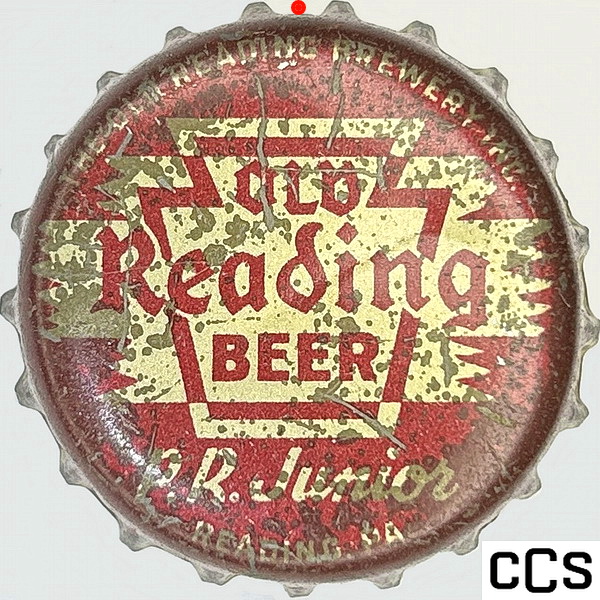 THE OLD READING BREWERY, INC.
OLD
Reading
BEER
P.R. Junior
READING, PA.
CCS